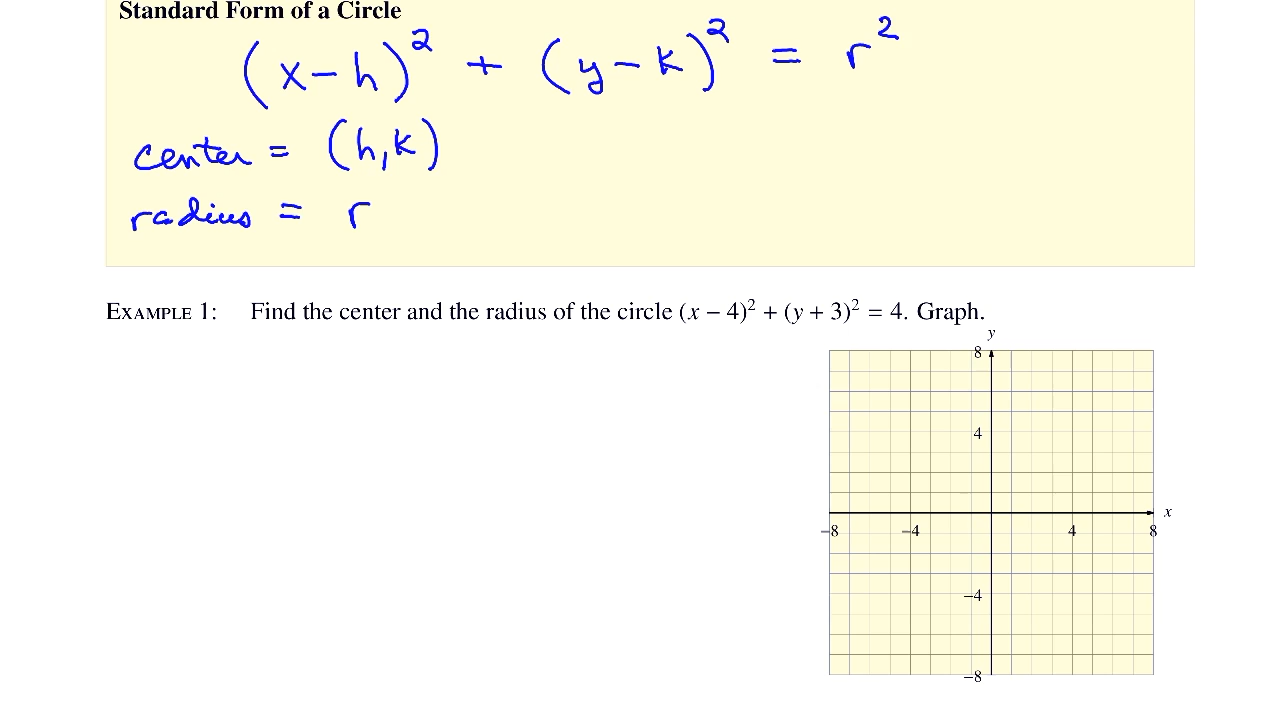 Standard Form of a Circle
(x-h)² + (y-k)² = r²
center = (h,k)
radius = r
EXAMPLE 1: Find the center and the radius of the circle (x − 4)² + (y + 3)² = 4. Graph.
y
8
4
x
−8 −4 4 8
−4
−8